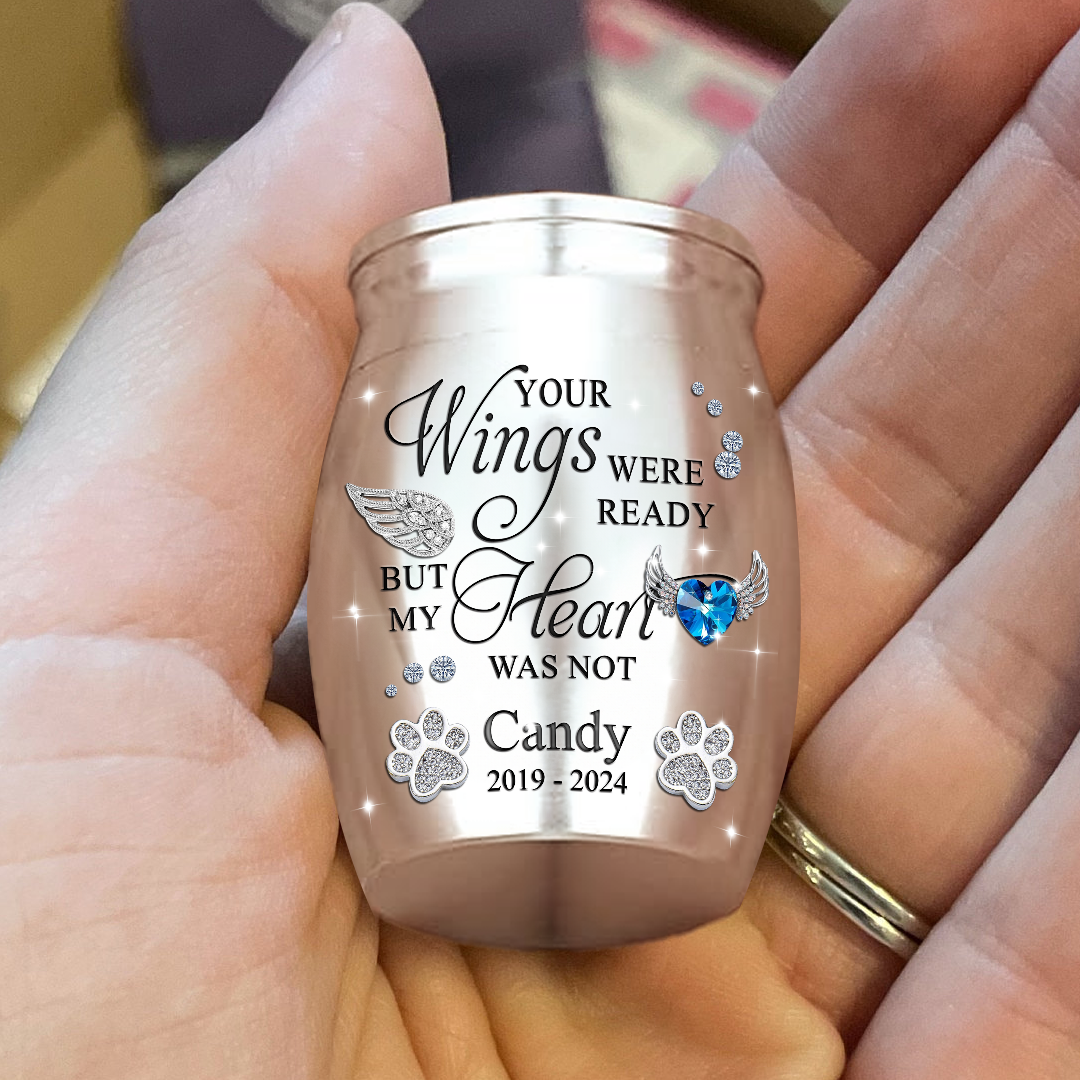 YOUR
Wings WERE
READY
BUT
MY Heart
WAS NOT
Candy
2019 - 2024